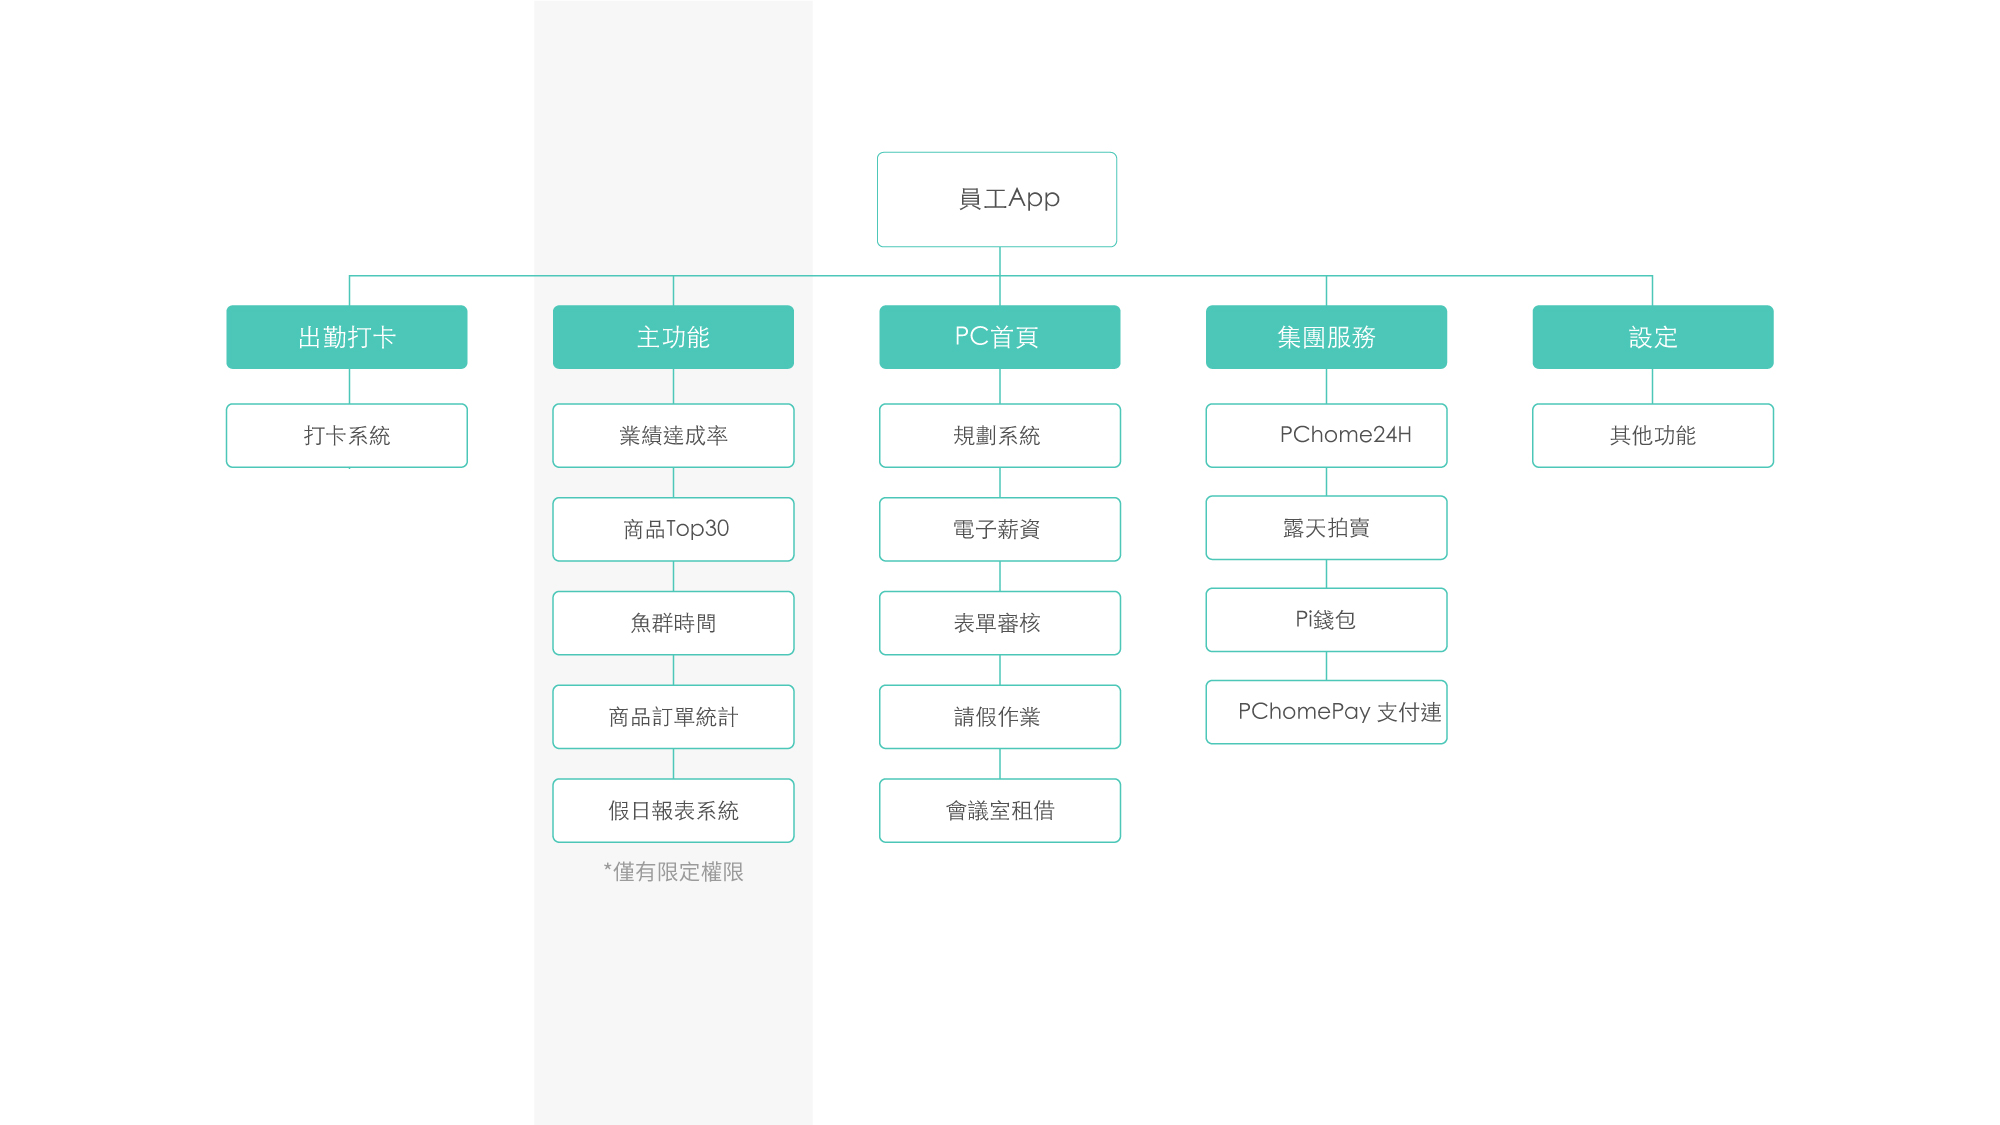 員工App
出勤打卡
主功能
PC首頁
集團服務
設定
打卡系統
業績達成率
規劃系統
PChome24H
其他功能
商品Top30
電子薪資
露天拍賣
魚群時間
表單審核
Pi錢包
商品訂單統計
請假作業
PChomePay 支付連
假日報表系統
會議室租借
*僅有限定權限